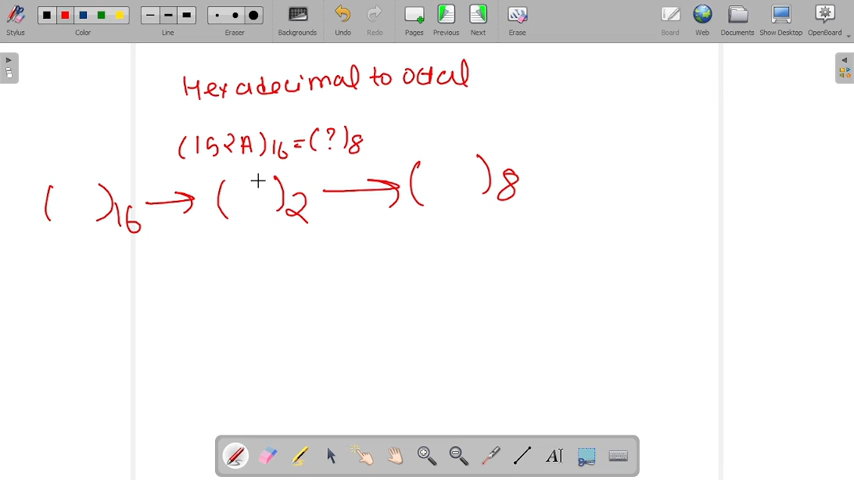 Stylus
Color
Line
Eraser
Backgrounds
Undo
Redo
Pages
Previous
Next
Erase
Board
Web
Documents
Show Desktop
OpenBoard
Hexadecimal to octal
(152A)16=(?)8
( )16 → ( )2 → ( )8